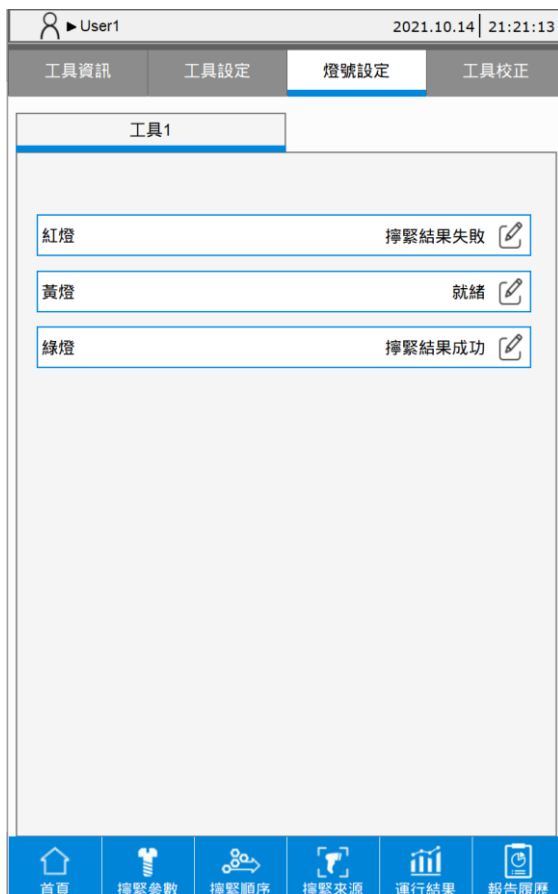 ►User1 2021.10.14 21:21:13
工具資訊 工具設定 燈號設定 工具校正
工具1
紅燈 擰緊結果失敗
黃燈 就緒
綠燈 擰緊結果成功
首頁 擰緊參數 擰緊順序 擰緊來源 運行結果 報告履歷